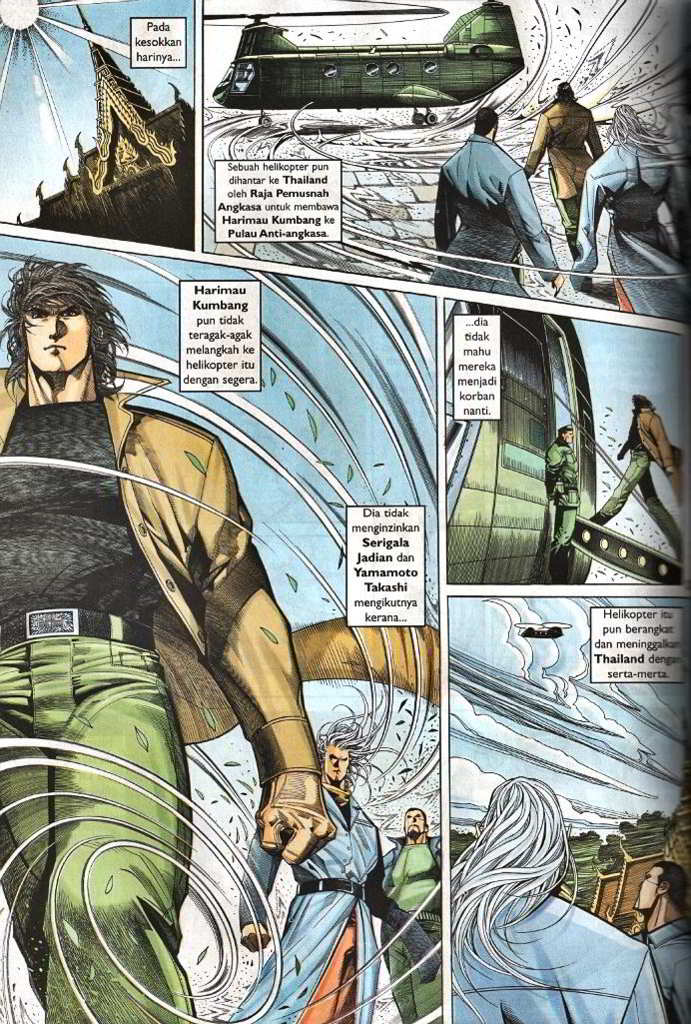 Pada
kesokkan
harinya...
Sebuah helikopter pun
dihantar ke Thailand
oleh Raja Pemusnah
Angkasa untuk membawa
Harimau Kumbang ke
Pulau Anti-angkasa.
Harimau
Kumbang
pun tidak
teragak-agak
melangkah ke
helikopter itu
dengan segera.
Dia tidak
menginzinkan
Serigala
Jadian dan
Yamamoto
Takashi
mengikutnya
kerana...
...dia
tidak
mahu
mereka
menjadi
korban
nanti.
Helikopter itu
pun berangkat
dan meninggalkan
Thailand dengan
serta-merta.